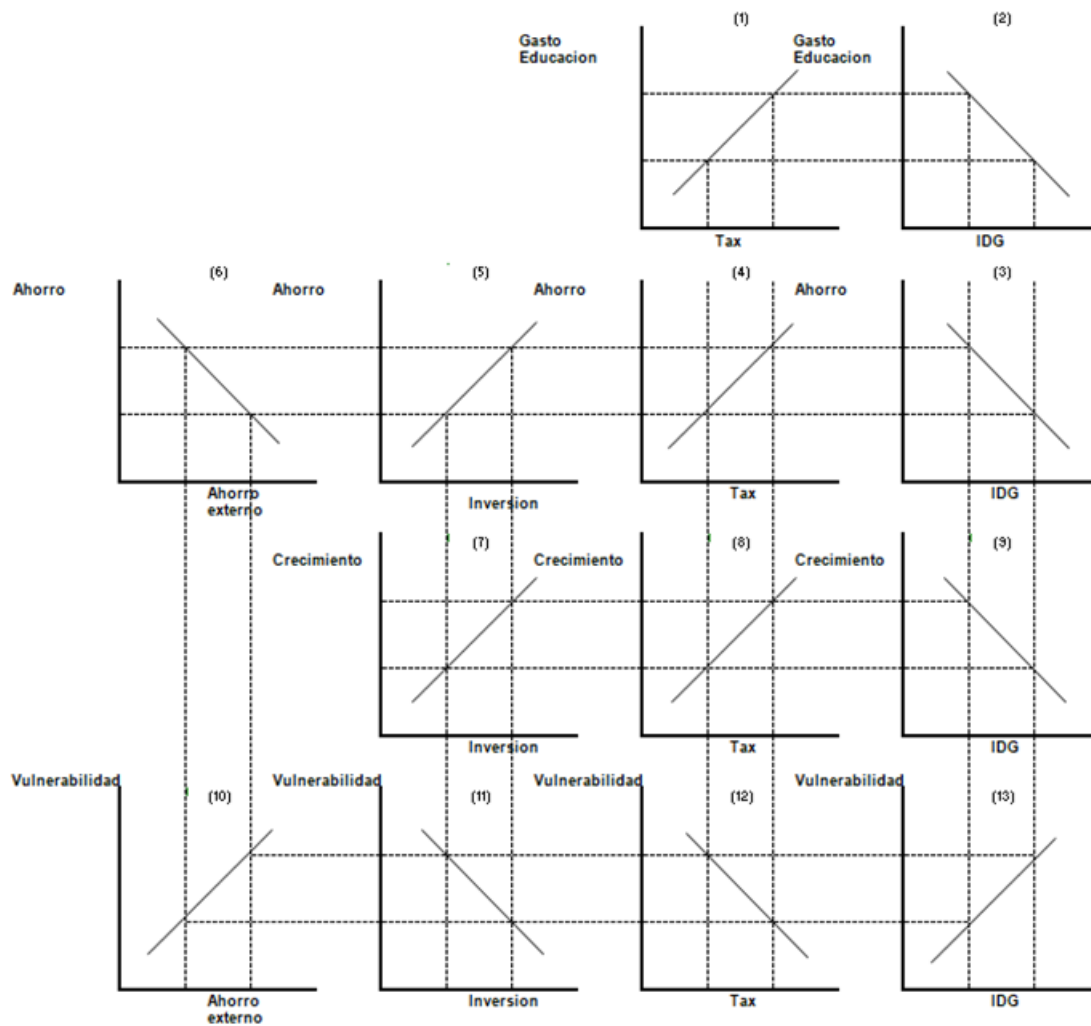 (1)
(2)
Gasto
Educacion
Gasto
Educacion
Tax
IDG
(6)
(5)
(4)
(3)
Ahorro
Ahorro
Ahorro
Ahorro
Ahorro
externo
Inversion
Tax
IDG
(7)
(8)
(9)
Crecimiento
Crecimiento
Crecimiento
Inversion
Tax
IDG
Vulnerabilidad
Vulnerabilidad
Vulnerabilidad
Vulnerabilidad
(10)
(11)
(12)
(13)
Ahorro
externo
Inversion
Tax
IDG